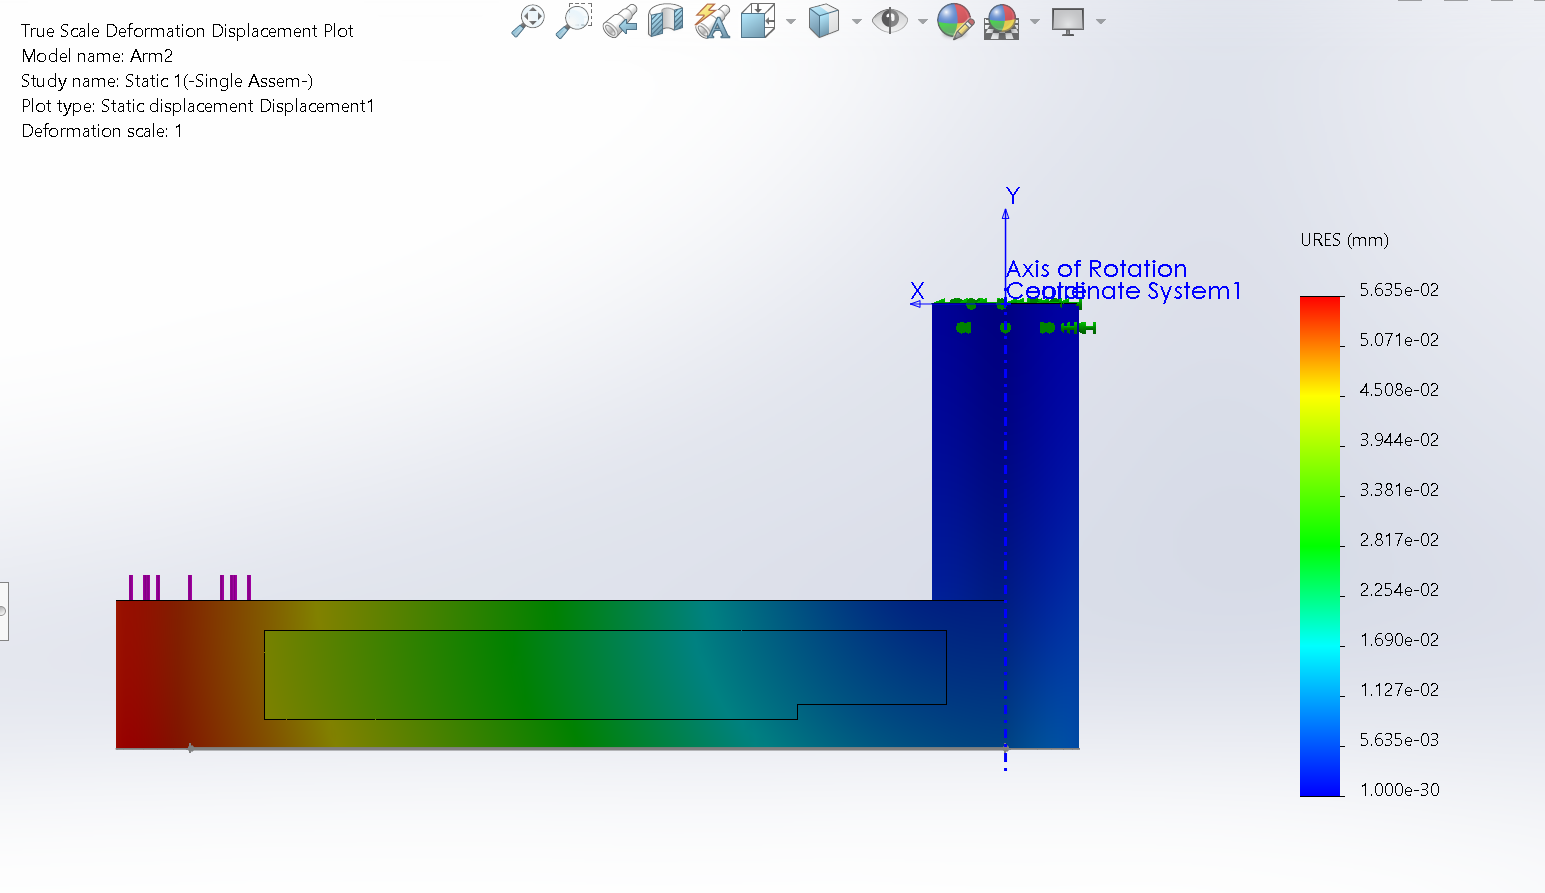 True Scale Deformation Displacement Plot
Model name: Arm2
Study name: Static 1(-Single Assem-)
Plot type: Static displacement Displacement1
Deformation scale: 1
Y
Axis of Rotation
X
Coordinate System1
URES (mm)
5.635e-02
5.071e-02
4.508e-02
3.944e-02
3.381e-02
2.817e-02
2.254e-02
1.690e-02
1.127e-02
5.635e-03
1.000e-30